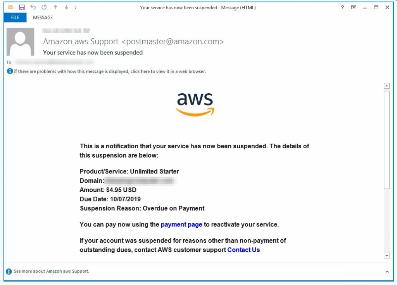 Your service has now been suspended - Message (HTML)
FILE
MESSAGE
Amazon aws Support <postmaster@amazon.com>
Your service has now been suspended
To
If there are problems with how this message is displayed, click here to view it in a web browser.
aws
This is a notification that your service has now been suspended. The details of
this suspension are below:
Product/Service: Unlimited Starter
Domain:
Amount: $4.95 USD
Due Date: 10/07/2019
Suspension Reason: Overdue on Payment
You can pay now using the payment page to reactivate your service.
If your account was suspended for reasons other than non-payment of
outstanding dues, contact AWS customer support Contact Us
See more about Amazon aws Support.